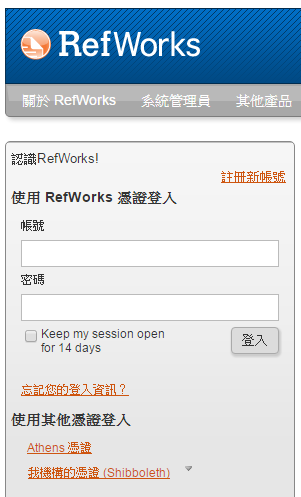 RefWorks
關於 RefWorks 系統管理員 其他產品
認識RefWorks!
註冊新帳號
使用 RefWorks 憑證登入
帳號
密碼
Keep my session open
for 14 days
登入
忘記您的登入資訊？
使用其他憑證登入
Athens 憑證
我機構的憑證 (Shibboleth)